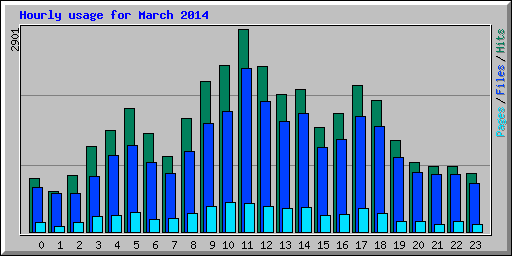 Hourly usage for March 2014
2901
Pages/Files/Hits
0 1 2 3 4 5 6 7 8 9 10 11 12 13 14 15 16 17 18 19 20 21 22 23